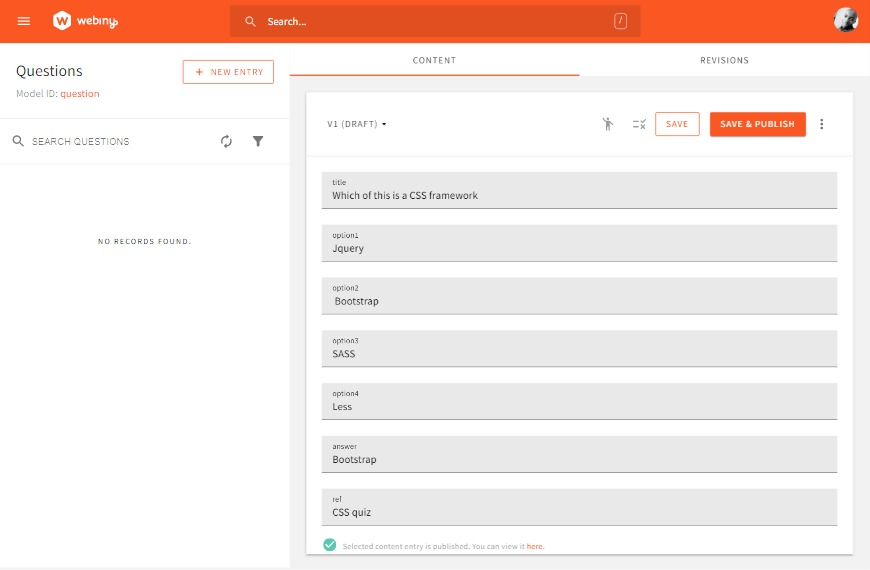 webiny
Search...
/
Questions
+ NEW ENTRY
Model ID: question
SEARCH QUESTIONS
NO RECORDS FOUND.
CONTENT
REVISIONS
V1 (DRAFT)
SAVE
SAVE & PUBLISH
title
Which of this is a CSS framework
option1
Jquery
option2
Bootstrap
option3
SASS
option4
Less
answer
Bootstrap
ref
CSS quiz
Selected content entry is published. You can view it here.